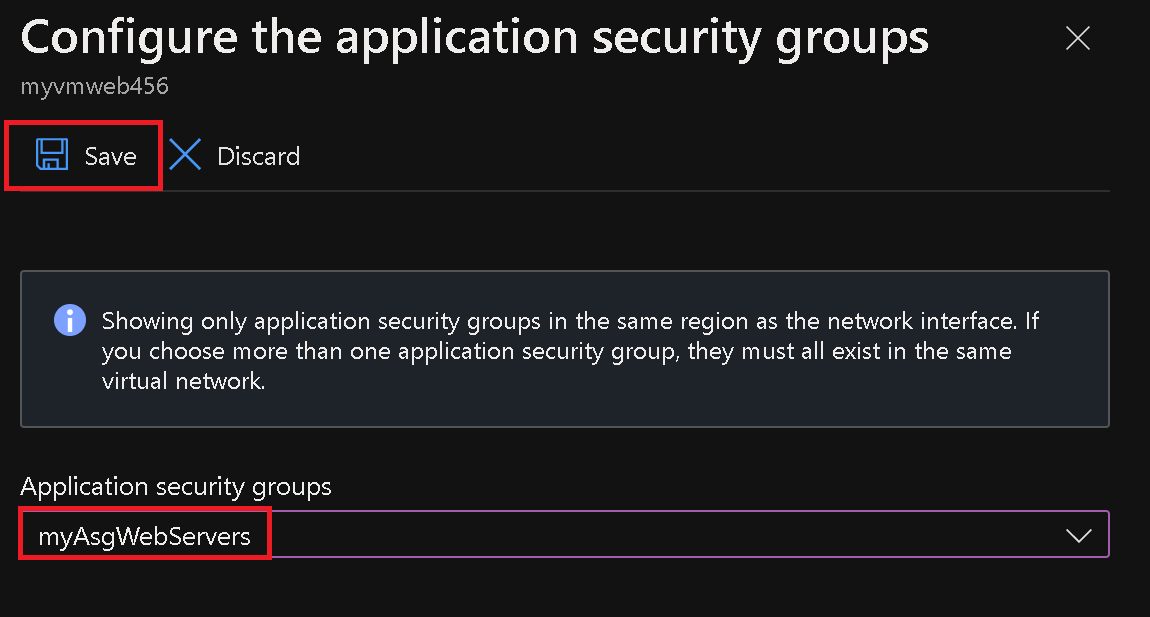 Configure the application security groups
myvmweb456
Save Discard
Showing only application security groups in the same region as the network interface. If
you choose more than one application security group, they must all exist in the same
virtual network.
Application security groups
myAsgWebServers